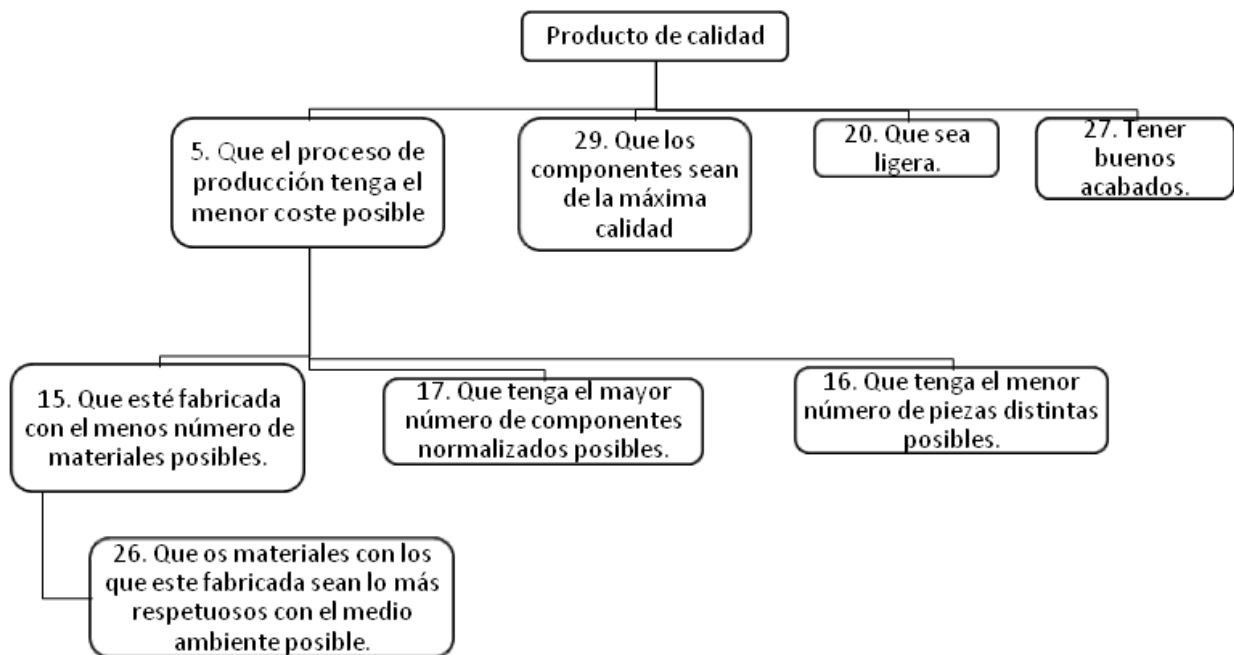 Producto de calidad
5. Que el proceso de
producción tenga el
menor coste posible
29. Que los
componentes sean
de la máxima
calidad
20. Que sea
ligera.
27. Tener
buenos
acabados.
15. Que esté fabricada
con el menos número de
materiales posibles.
17. Que tenga el mayor
número de componentes
normalizados posibles.
16. Que tenga el menor
número de piezas distintas
posibles.
26. Que os materiales con los
que este fabricada sean lo más
respetuosos con el medio
ambiente posible.